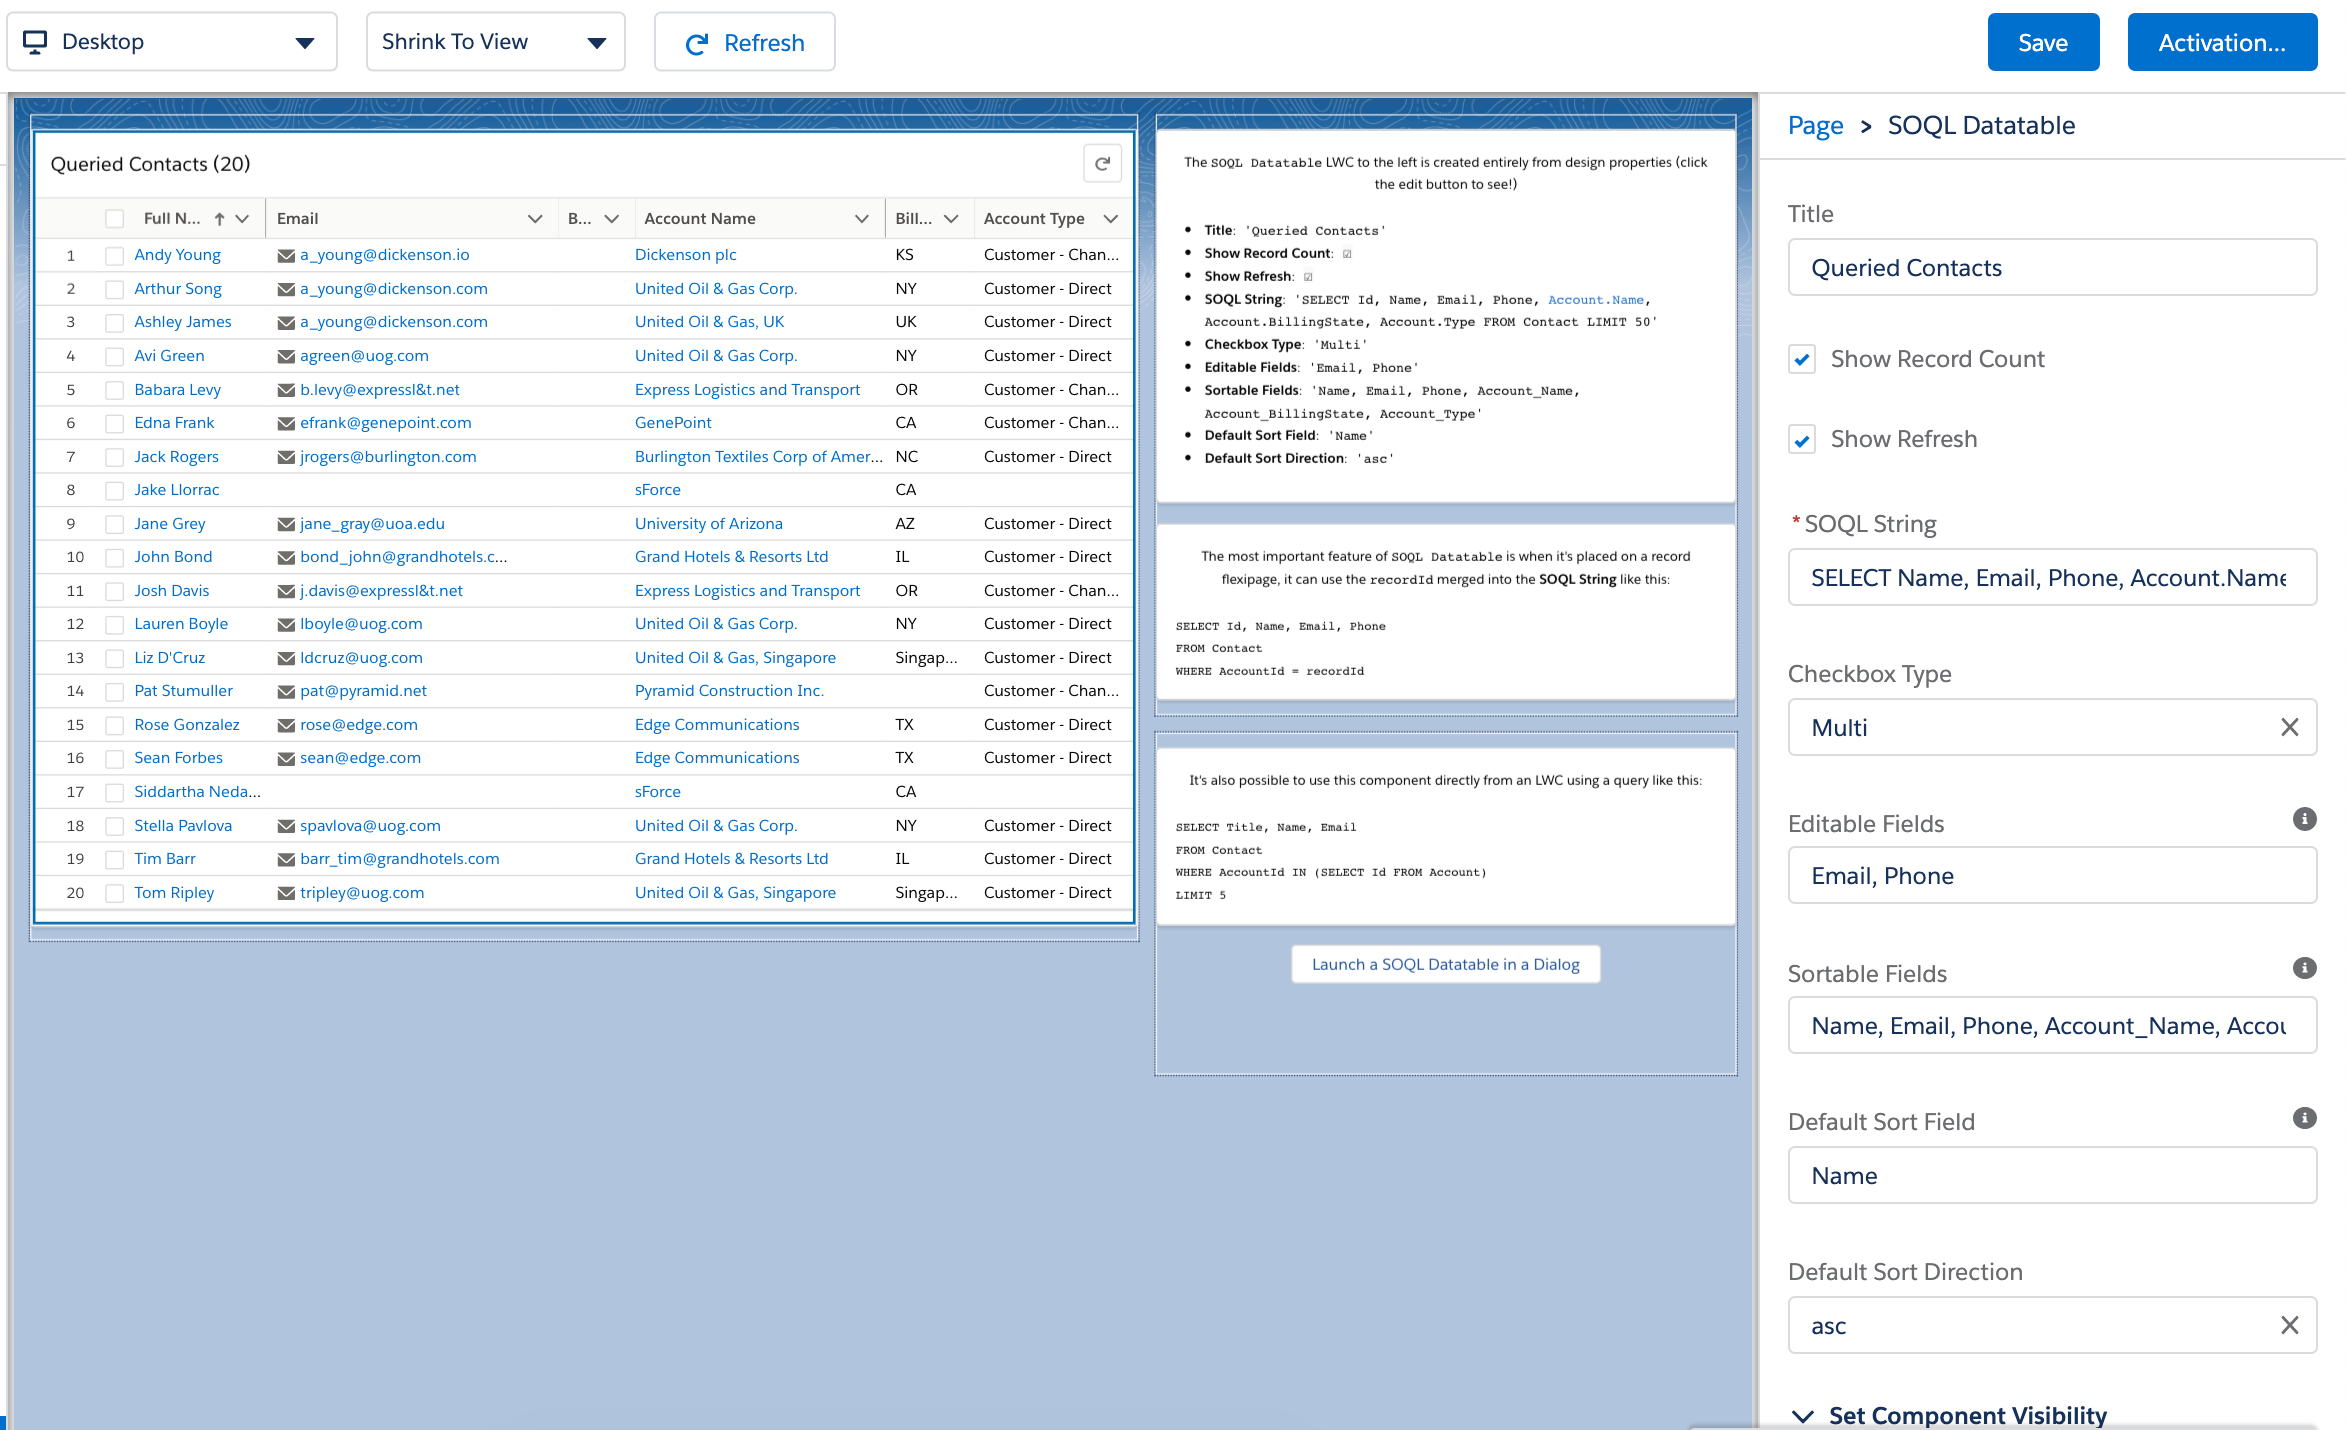 Desktop
Shrink To View
Refresh
Save
Activation...
Queried Contacts (20)
Full N... Email B... Account Name Bill... Account Type
1 Andy Young a_young@dickenson.io Dickenson plc KS Customer - Chan...
2 Arthur Song a_young@dickenson.com United Oil & Gas Corp. NY Customer - Direct
3 Ashley James a_young@dickenson.com United Oil & Gas, UK UK Customer - Direct
4 Avi Green agreen@uog.com United Oil & Gas Corp. NY Customer - Direct
5 Babara Levy b.levy@expressl&t.net Express Logistics and Transport OR Customer - Chan...
6 Edna Frank efrank@genepoint.com GenePoint CA Customer - Chan...
7 Jack Rogers jrogers@burlington.com Burlington Textiles Corp of Amer... NC Customer - Direct
8 Jake Llorrac sForce CA
9 Jane Grey jane_gray@uoa.edu University of Arizona AZ Customer - Direct
10 John Bond bond_john@grandhotels.c... Grand Hotels & Resorts Ltd IL Customer - Direct
11 Josh Davis j.davis@expressl&t.net Express Logistics and Transport OR Customer - Chan...
12 Lauren Boyle lboyle@uog.com United Oil & Gas Corp. NY Customer - Direct
13 Liz D'Cruz ldcruz@uog.com United Oil & Gas, Singapore Singap... Customer - Direct
14 Pat Stumuller pat@pyramid.net Pyramid Construction Inc. Customer - Chan...
15 Rose Gonzalez rose@edge.com Edge Communications TX Customer - Direct
16 Sean Forbes sean@edge.com Edge Communications TX Customer - Direct
17 Siddartha Neda... sForce CA
18 Stella Pavlova spavlova@uog.com United Oil & Gas Corp. NY Customer - Direct
19 Tim Barr barr_tim@grandhotels.com Grand Hotels & Resorts Ltd IL Customer - Direct
20 Tom Ripley tripley@uog.com United Oil & Gas, Singapore Singap... Customer - Direct
The SOQL Datatable LWC to the left is created entirely from design properties (click
the edit button to see!)
• Title: 'Queried Contacts'
• Show Record Count: ☑
• Show Refresh: ☑
• SOQL String: 'SELECT Id, Name, Email, Phone, Account.Name,
Account.BillingState, Account.Type FROM Contact LIMIT 50'
• Checkbox Type: 'Multi'
• Editable Fields: 'Email, Phone'
• Sortable Fields: 'Name, Email, Phone, Account_Name,
Account_BillingState, Account_Type'
• Default Sort Field: 'Name'
• Default Sort Direction: 'asc'
The most important feature of SOQL Datatable is when it's placed on a record
flexipage, it can use the recordId merged into the SOQL String like this:
SELECT Id, Name, Email, Phone
FROM Contact
WHERE AccountId = recordId
It's also possible to use this component directly from an LWC using a query like this:
SELECT Title, Name, Email
FROM Contact
WHERE AccountId IN (SELECT Id FROM Account)
LIMIT 5
Launch a SOQL Datatable in a Dialog
Page > SOQL Datatable
Title
Queried Contacts
Show Record Count
Show Refresh
* SOQL String
SELECT Name, Email, Phone, Account.Name
Checkbox Type
Multi
Editable Fields
Email, Phone
Sortable Fields
Name, Email, Phone, Account_Name, Accou
Default Sort Field
Name
Default Sort Direction
asc
Set Component Visibility